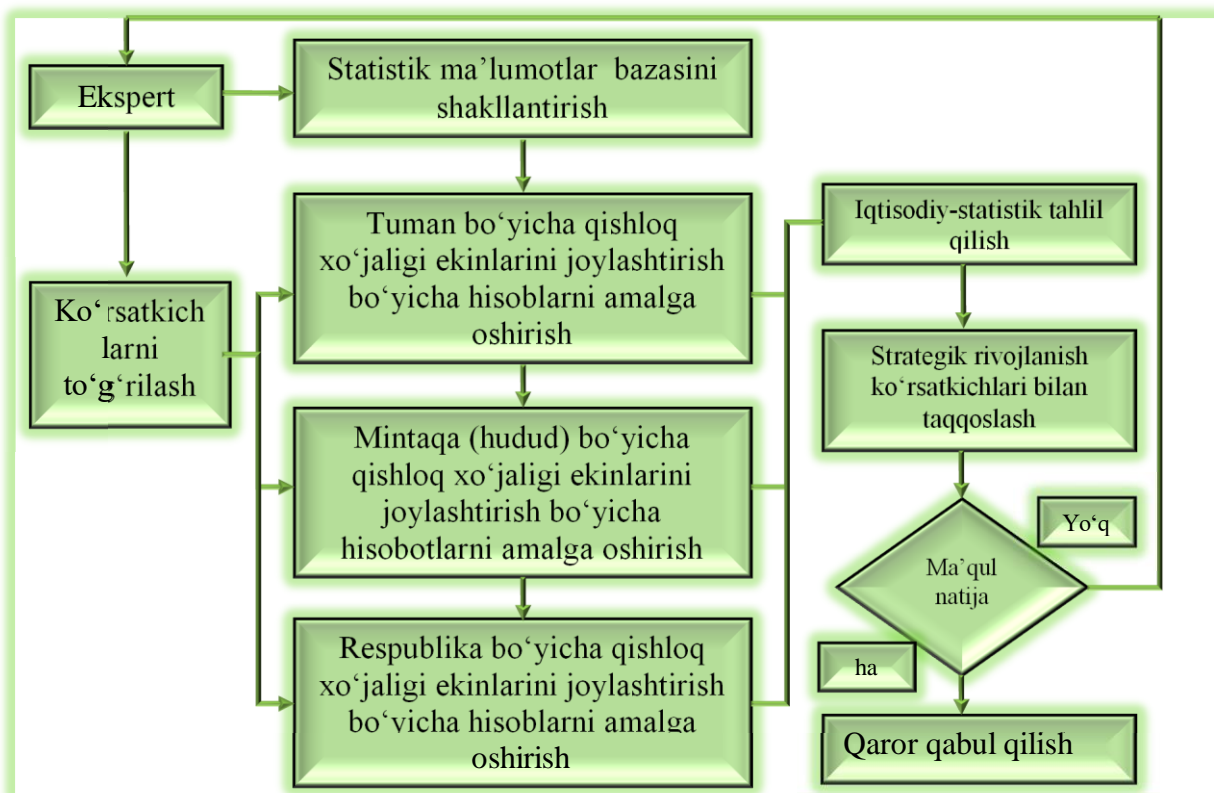 Ekspert
Statistik ma’lumotlar bazasini
shakllantirish
Tuman bo‘yicha qishloq
xo‘jaligi ekinlarini joylashtirish
bo‘yicha hisoblarni amalga
oshirish
Iqtisodiy-statistik tahlil
qilish
Ko‘rsatkich
larni
to‘g‘rilash
Strategik rivojlanish
ko‘rsatkichlari bilan
taqqoslash
Mintaqa (hudud) bo‘yicha
qishloq xo‘jaligi ekinlarini
joylashtirish bo‘yicha
hisobotlarni amalga oshirish
Yo‘q
Ma’qul
natija
Respublika bo‘yicha qishloq
xo‘jaligi ekinlarini joylashtirish
bo‘yicha hisoblarni amalga
oshirish
ha
Qaror qabul qilish